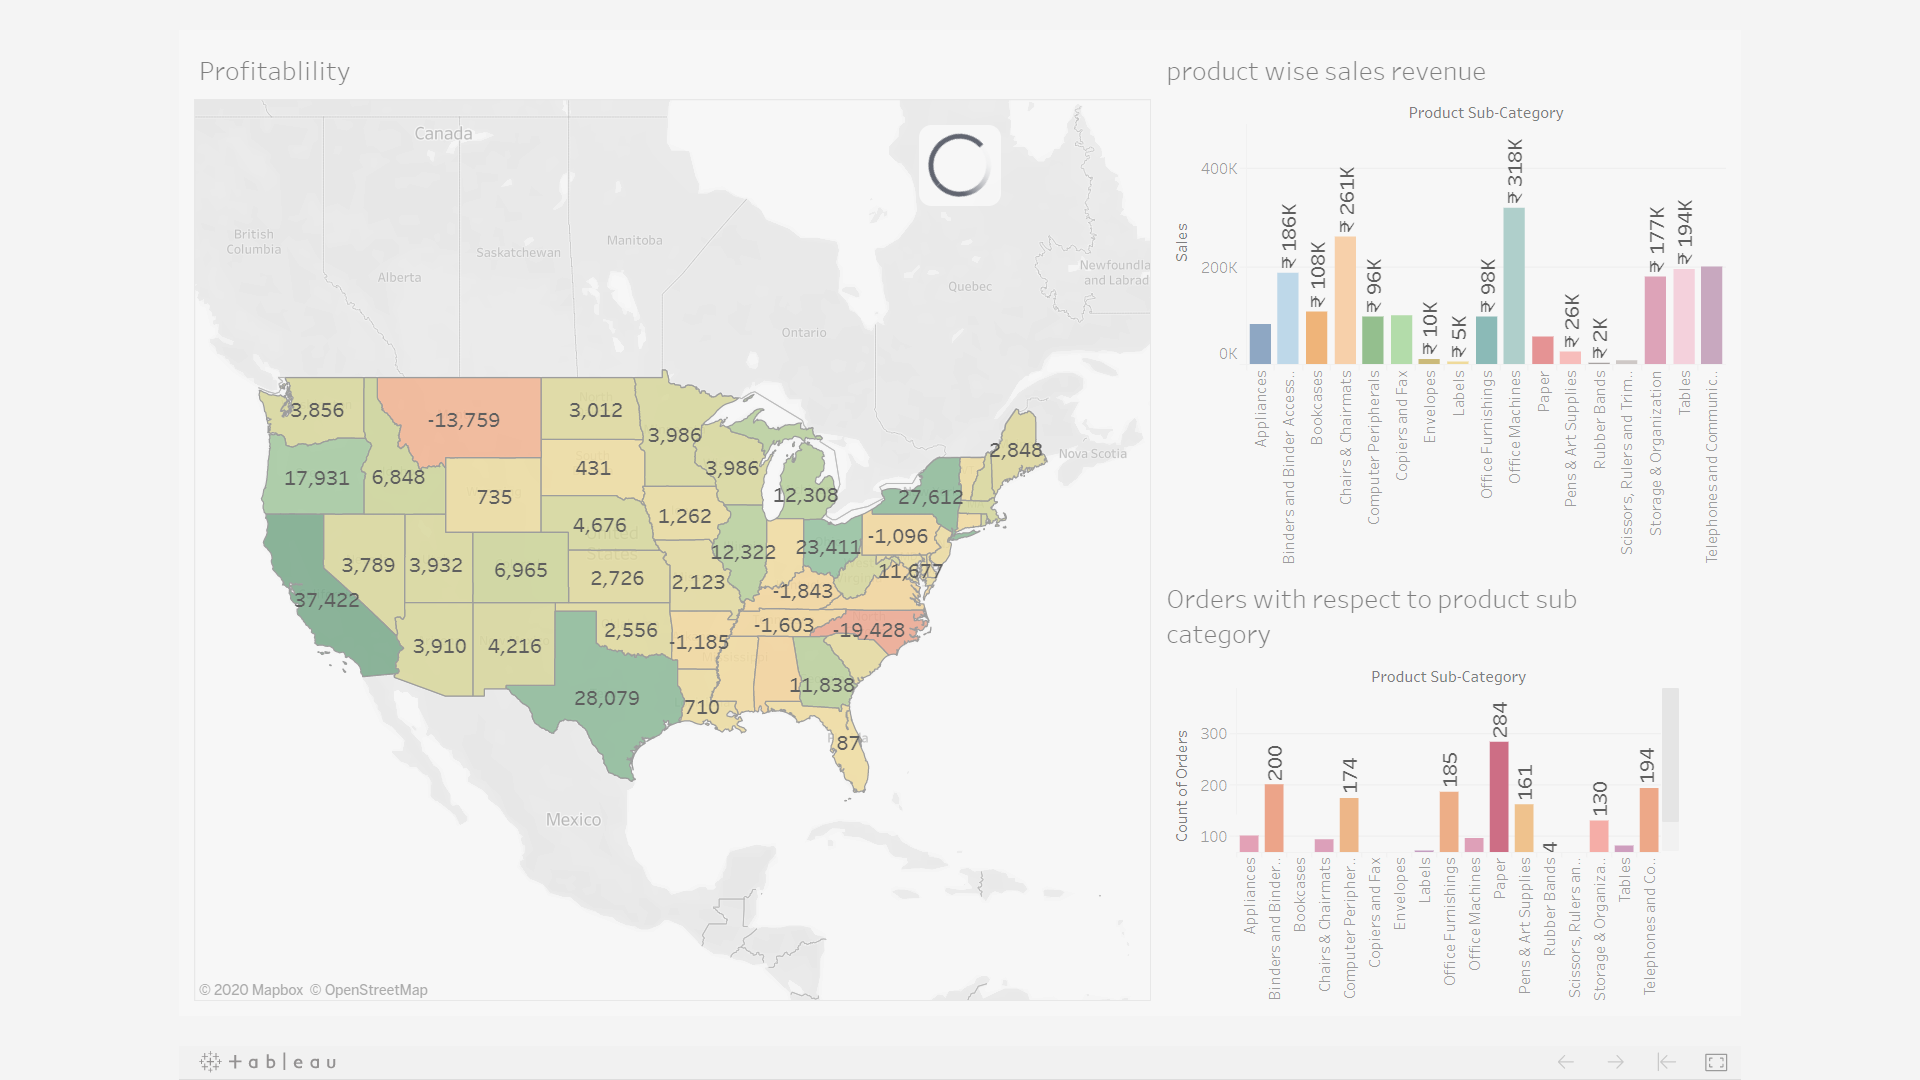 Profitablility
Canada
British
Columbia
Alberta
Saskatchewan
Manitoba
Ontario
Quebec
Newfoundla
and Labrad
Nova Scotia
United
States
Mexico
3,856
-13,759
3,012
3,986
2,848
17,931
6,848
735
431
3,986
12,308
27,612
4,676
1,262
-1,096
3,789
3,932
6,965
2,726
2,123
12,322
23,411
11,677
37,422
-1,843
3,910
4,216
2,556
-1,185
-1,603
-19,428
28,079
710
11,838
87
© 2020 Mapbox © OpenStreetMap
product wise sales revenue
Product Sub-Category
Sales
400K
200K
0K
₹ 186K
₹ 108K
₹ 261K
₹ 96K
₹ 10K
₹ 5K
₹ 98K
₹ 318K
₹ 26K
₹ 2K
₹ 177K
₹ 194K
Appliances
Binders and Binder Access..
Bookcases
Chairs & Chairmats
Computer Peripherals
Copiers and Fax
Envelopes
Labels
Office Furnishings
Office Machines
Paper
Pens & Art Supplies
Rubber Bands
Scissors, Rulers and Trim..
Storage & Organization
Tables
Telephones and Communic..
Orders with respect to product sub
category
Product Sub-Category
Count of Orders
300
200
100
200
174
185
284
161
4
130
194
Appliances
Binders and Binder..
Bookcases
Chairs & Chairmats
Computer Peripher..
Copiers and Fax
Envelopes
Labels
Office Furnishings
Office Machines
Paper
Pens & Art Supplies
Rubber Bands
Scissors, Rulers an..
Storage & Organiza..
Tables
Telephones and Co..
+ a b | e a u